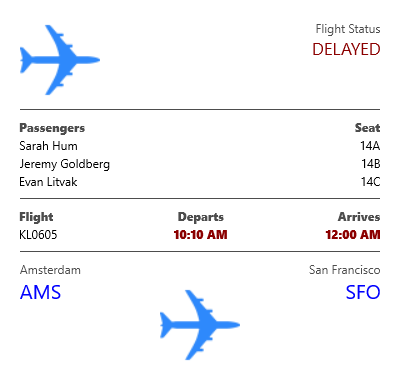 Flight Status
DELAYED
Passengers Seat
Sarah Hum 14A
Jeremy Goldberg 14B
Evan Litvak 14C
Flight Departs Arrives
KL0605 10:10 AM 12:00 AM
Amsterdam San Francisco
AMS SFO